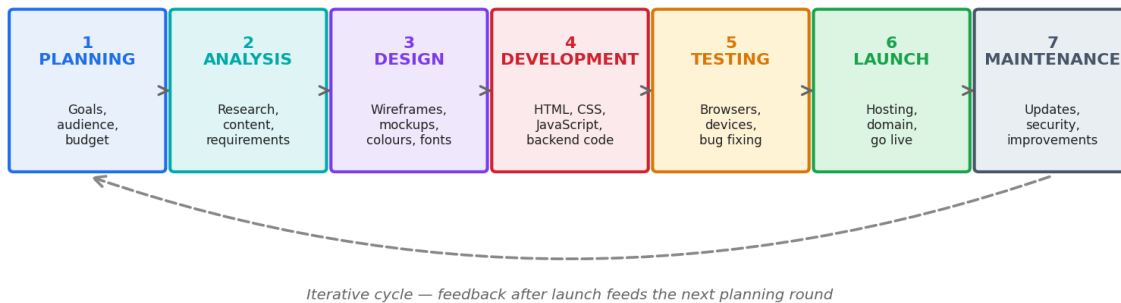 1
PLANNING
Goals,
audience,
budget
2
ANALYSIS
Research,
content,
requirements
3
DESIGN
Wireframes,
mockups,
colours, fonts
4
DEVELOPMENT
HTML, CSS,
JavaScript,
backend code
5
TESTING
Browsers,
devices,
bug fixing
6
LAUNCH
Hosting,
domain,
go live
7
MAINTENANCE
Updates,
security,
improvements
Iterative cycle — feedback after launch feeds the next planning round